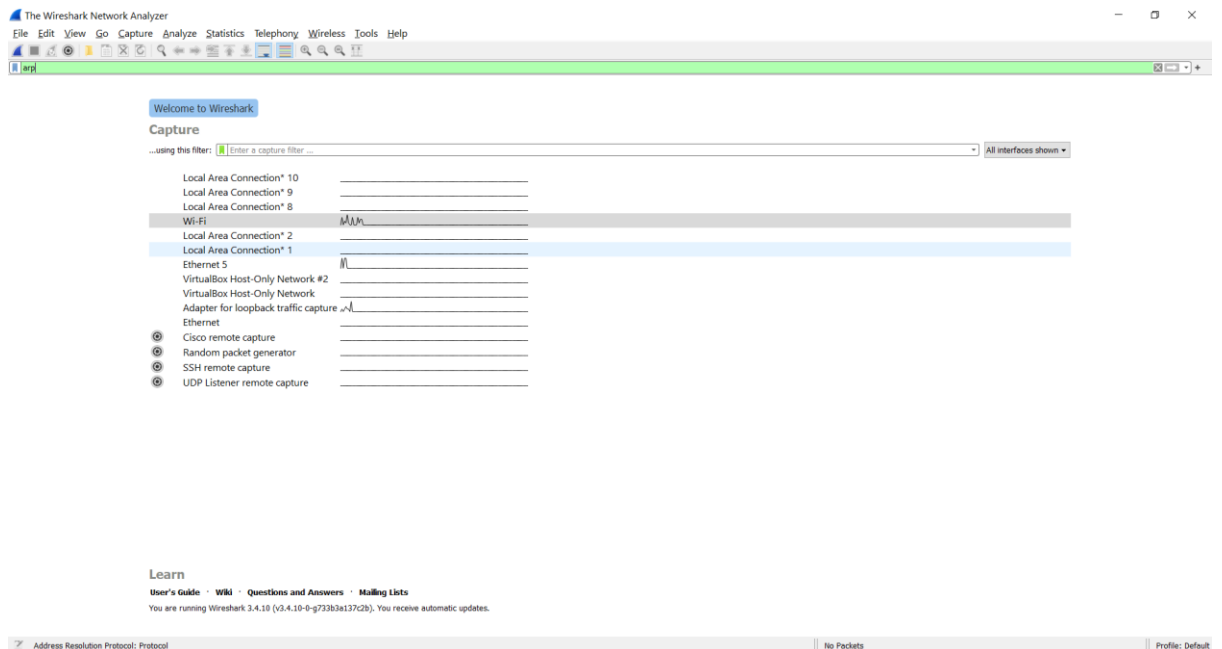 The Wireshark Network Analyzer
File Edit View Go Capture Analyze Statistics Telephony Wireless Tools Help
arp
Welcome to Wireshark
Capture
...using this filter: Enter a capture filter ... All interfaces shown
Local Area Connection* 10
Local Area Connection* 9
Local Area Connection* 8
Wi-Fi
Local Area Connection* 2
Local Area Connection* 1
Ethernet 5
VirtualBox Host-Only Network #2
VirtualBox Host-Only Network
Adapter for loopback traffic capture
Ethernet
Cisco remote capture
Random packet generator
SSH remote capture
UDP Listener remote capture
Learn
User's Guide · Wiki · Questions and Answers · Mailing Lists
You are running Wireshark 3.4.10 (v3.4.10-0-g733b3a137c2b). You receive automatic updates.
Address Resolution Protocol: Protocol No Packets Profile: Default